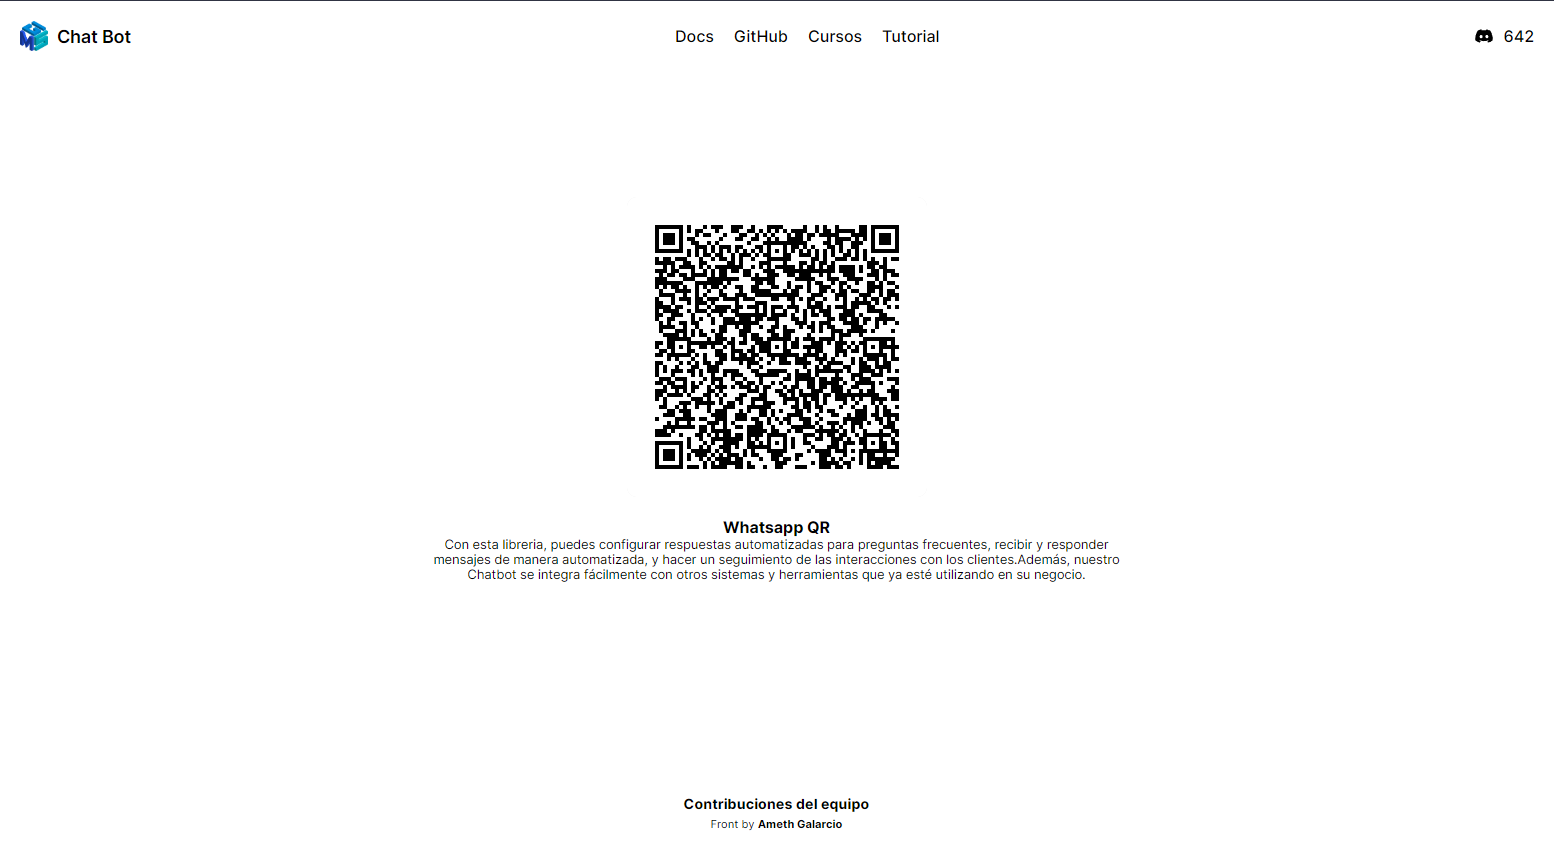 Chat Bot
Docs GitHub Cursos Tutorial
642
Whatsapp QR
Con esta libreria, puedes configurar respuestas automatizadas para preguntas frecuentes, recibir y responder
mensajes de manera automatizada, y hacer un seguimiento de las interacciones con los clientes.Además, nuestro
Chatbot se integra fácilmente con otros sistemas y herramientas que ya esté utilizando en su negocio.
Contribuciones del equipo
Front by Ameth Galarcio